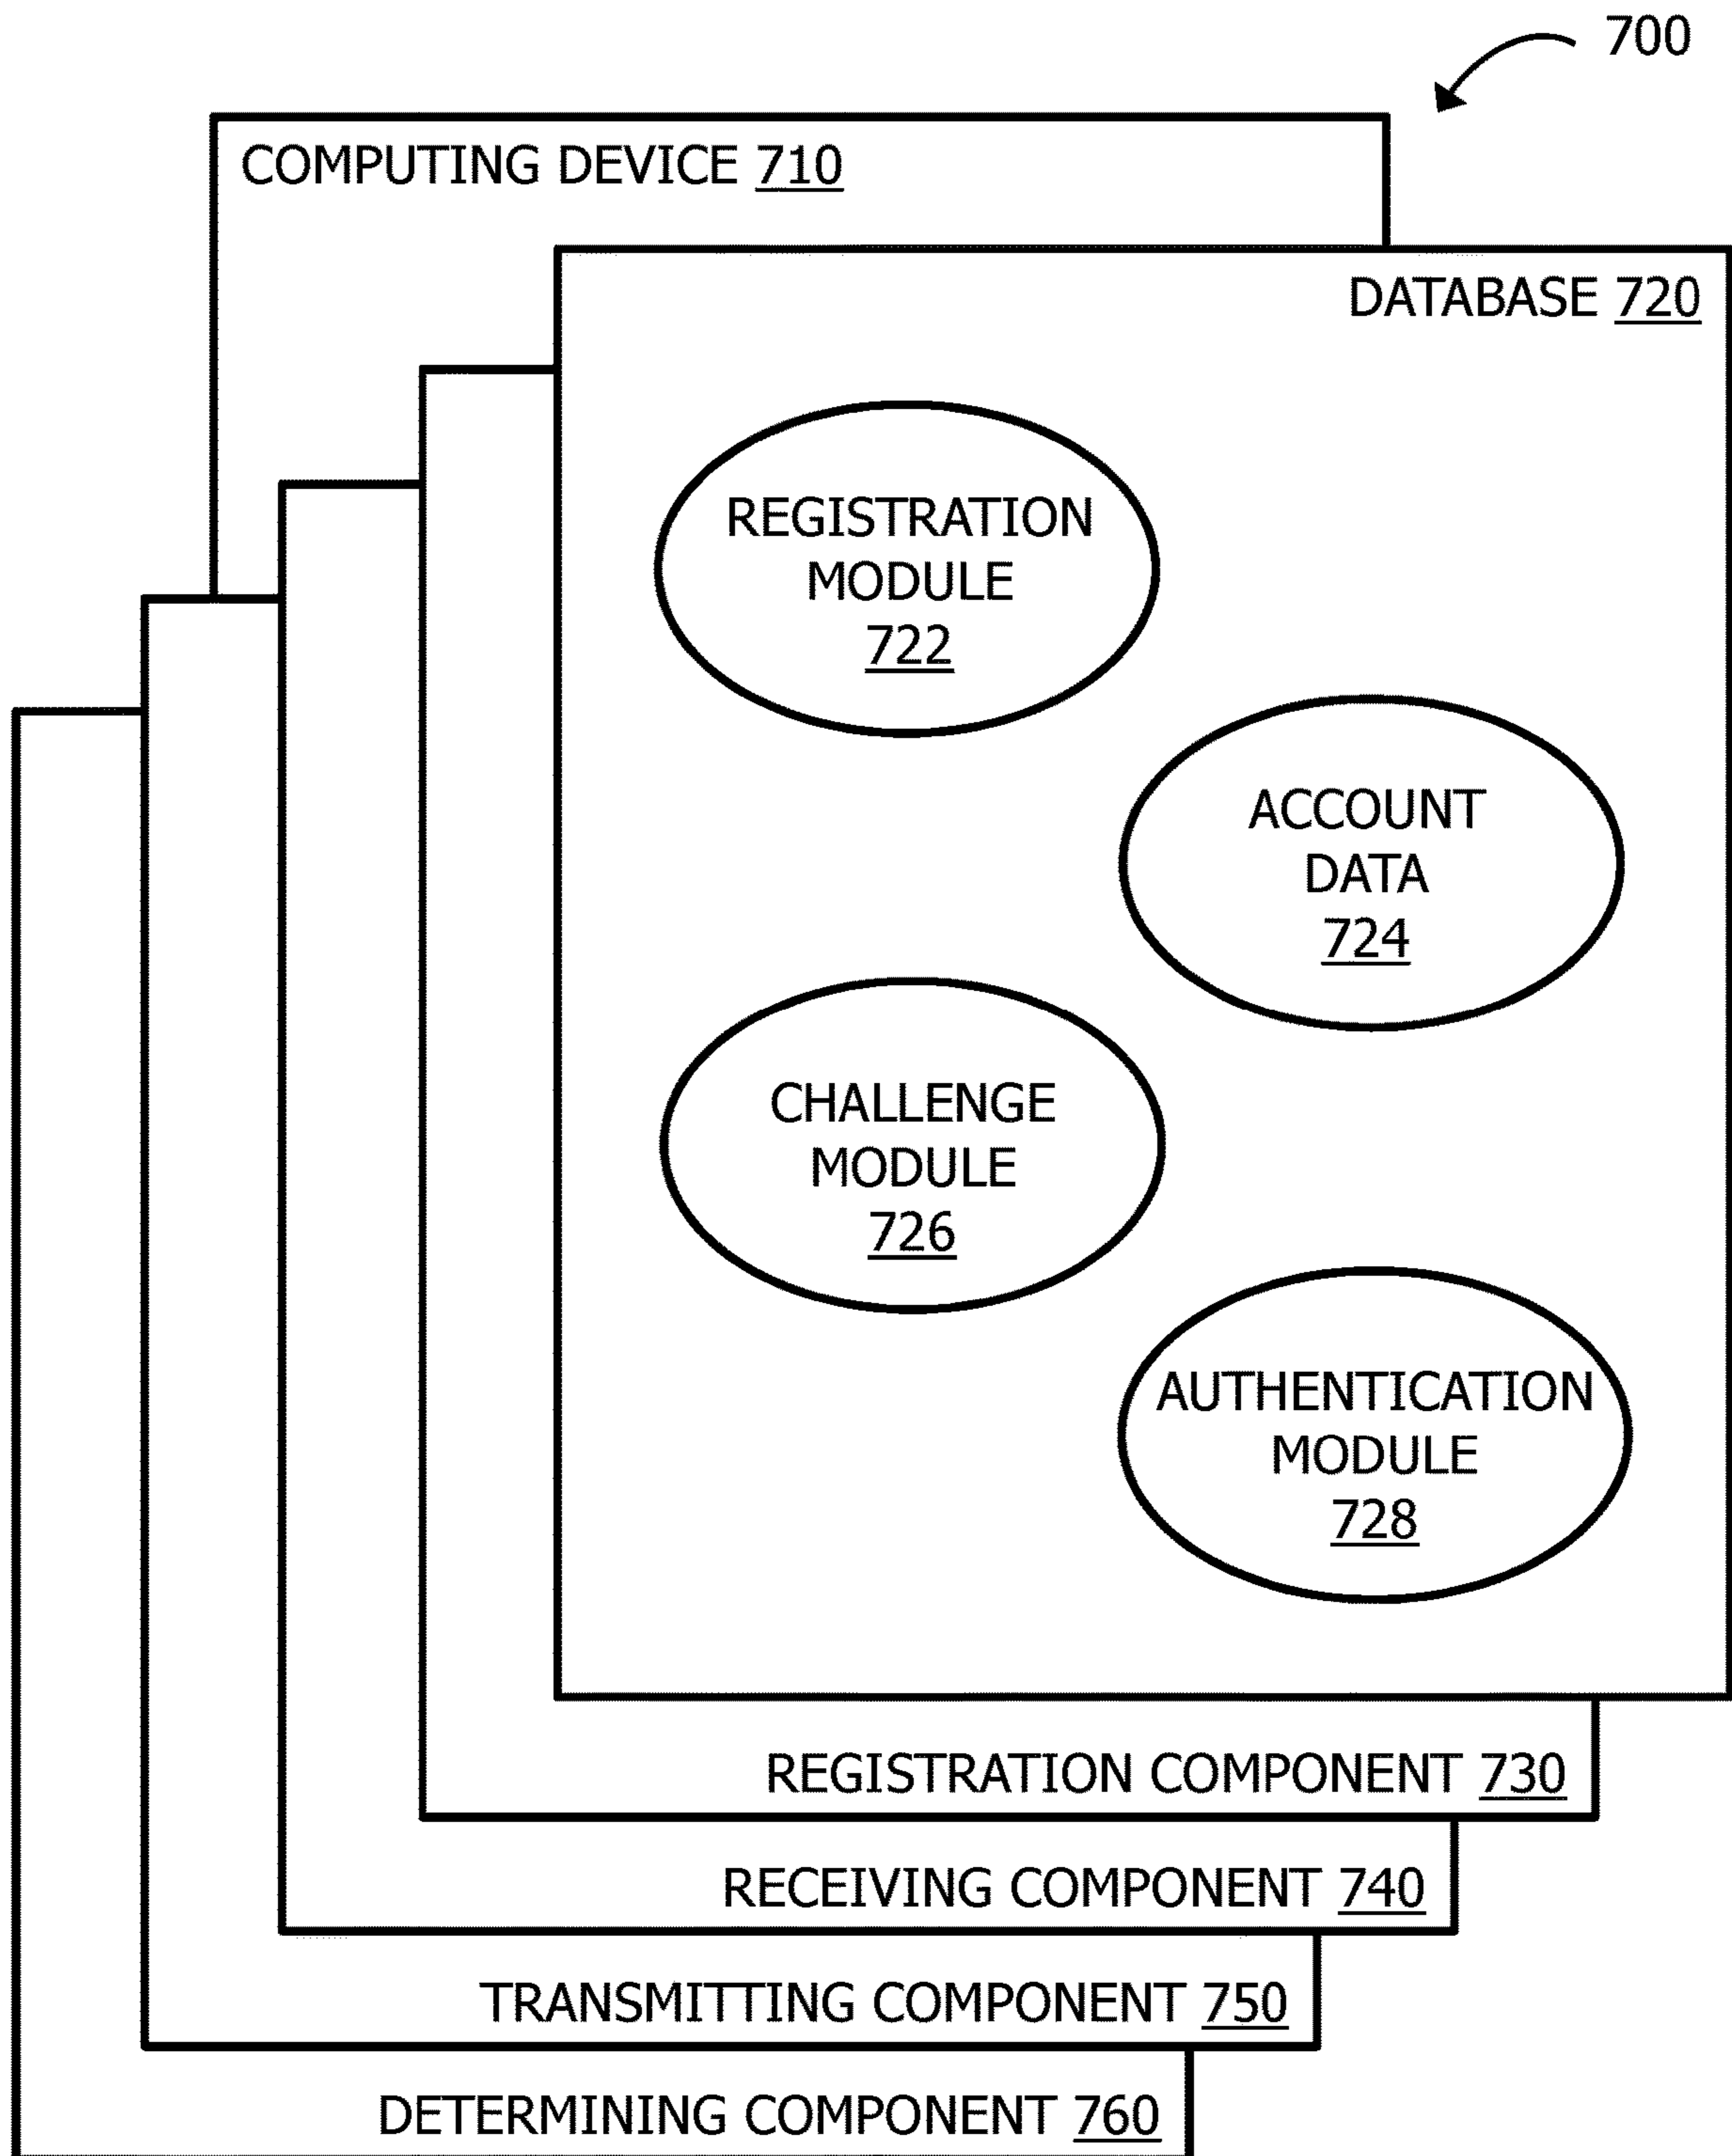 700
COMPUTING DEVICE 710
DATABASE 720
REGISTRATION
MODULE
722
ACCOUNT
DATA
724
CHALLENGE
MODULE
726
AUTHENTICATION
MODULE
728
REGISTRATION COMPONENT 730
RECEIVING COMPONENT 740
TRANSMITTING COMPONENT 750
DETERMINING COMPONENT 760